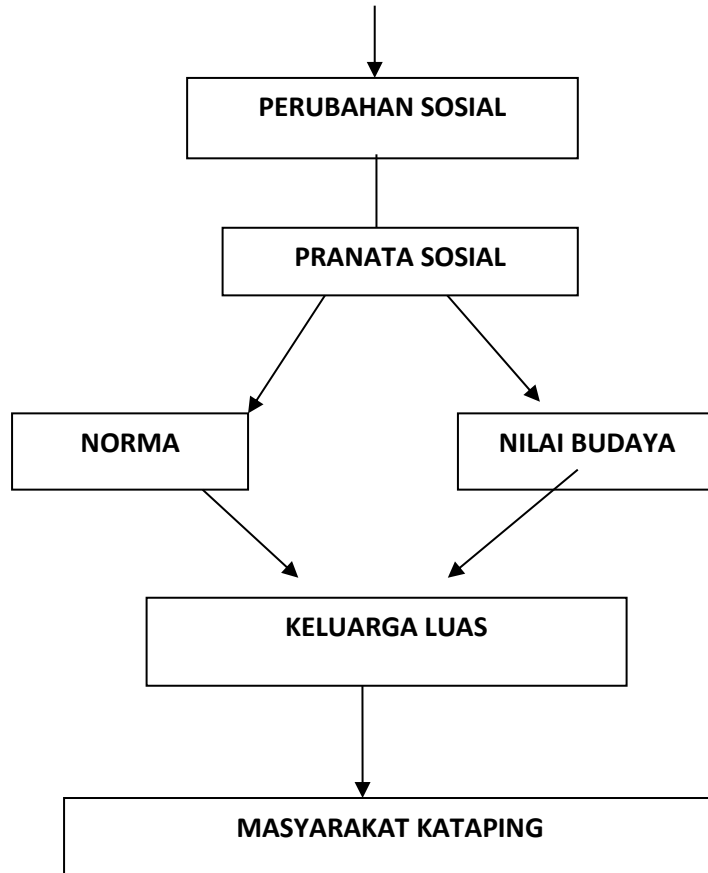 PERUBAHAN SOSIAL
PRANATA SOSIAL
NORMA
NILAI BUDAYA
KELUARGA LUAS
MASYARAKAT KATAPING